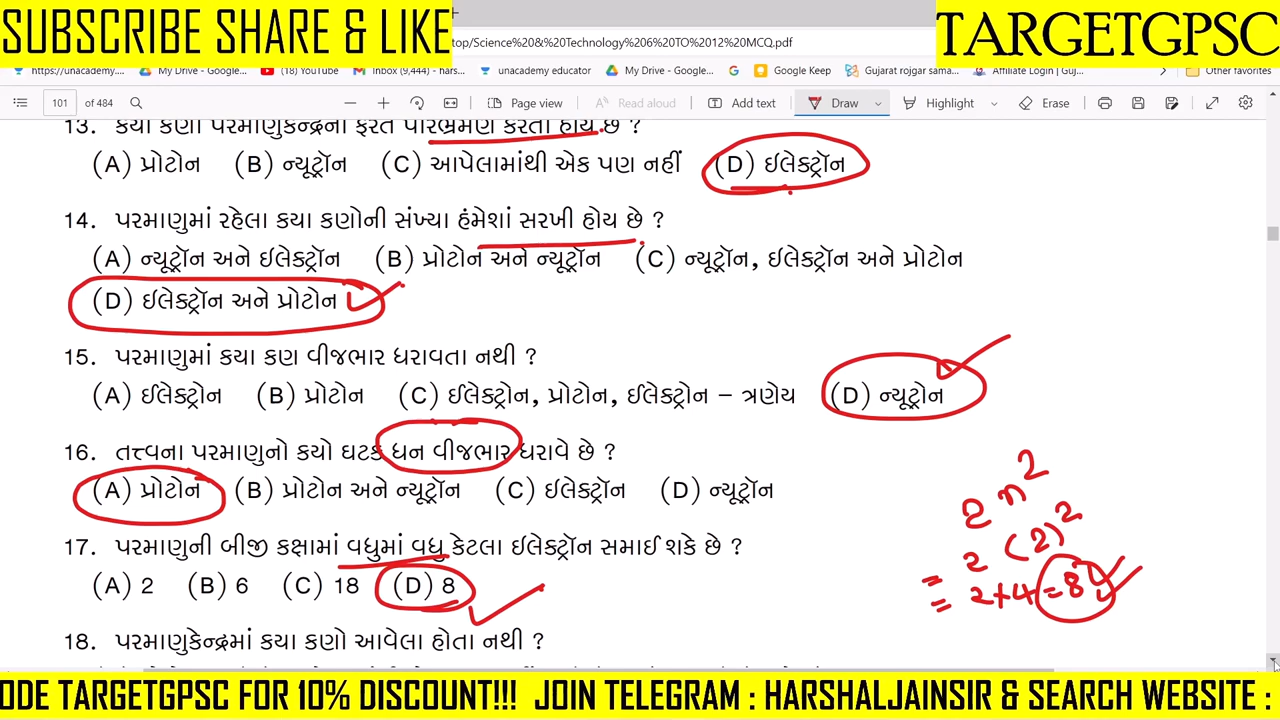 SUBSCRIBE SHARE & LIKE
TARGETGPSC
top/Science%20&%20Technology%206%20TO%2012%20MCQ.pdf
https://unacademy... My Drive - Google... (18) YouTube Inbox (9,444) - hars... unacademy educator My Drive - Google... Google Keep Gujarat rojgar sama... Affiliate Login | Guj... Other favorites
101 of 484 Page view Read aloud Add text Draw Highlight Erase
13. કયા કણો પરમાણુકેન્દ્રની ફરતે પરિભ્રમણ કરતા હોય છે ?
(A) પ્રોટોન (B) ન્યૂટ્રૉન (C) આપેલામાંથી એક પણ નહીં (D) ઇલેક્ટ્રૉન
14. પરમાણુમાં રહેલા કયા કણોની સંખ્યા હંમેશાં સરખી હોય છે ?
(A) ન્યૂટ્રૉન અને ઇલેક્ટ્રૉન (B) પ્રોટોન અને ન્યૂટ્રૉન (C) ન્યૂટ્રૉન, ઇલેક્ટ્રૉન અને પ્રોટોન
(D) ઇલેક્ટ્રૉન અને પ્રોટોન
15. પરમાણુમાં કયા કણ વીજભાર ધરાવતા નથી ?
(A) ઈલેક્ટ્રોન (B) પ્રોટોન (C) ઈલેક્ટ્રોન, પ્રોટોન, ઈલેક્ટ્રોન – ત્રણેય (D) ન્યૂટ્રોન
16. તત્ત્વના પરમાણુનો કયો ઘટક ધન વીજભાર ધરાવે છે ?
(A) પ્રોટોન (B) પ્રોટોન અને ન્યૂટ્રૉન (C) ઇલેક્ટ્રૉન (D) ન્યૂટ્રૉન
2n²
2(2)²
= 2+4=8
17. પરમાણુની બીજી કક્ષામાં વધુમાં વધુ કેટલા ઇલેક્ટ્રૉન સમાઈ શકે છે ?
(A) 2 (B) 6 (C) 18 (D) 8
18. પરમાણુકેન્દ્રમાં કયા કણો આવેલા હોતા નથી ?
ODE TARGETGPSC FOR 10% DISCOUNT!!! JOIN TELEGRAM : HARSHALJAINSIR & SEARCH WEBSITE :